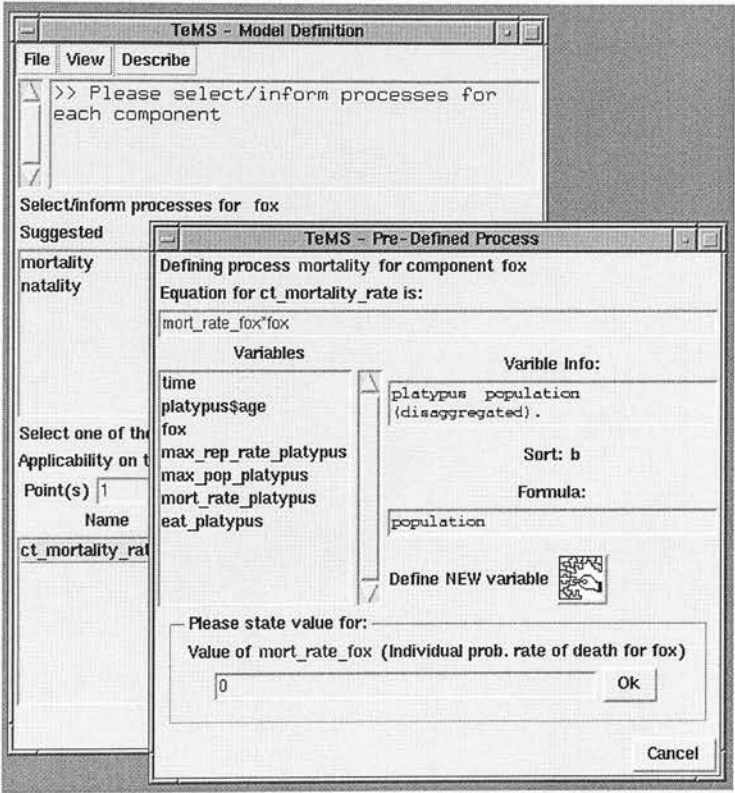 TeMS - Model Definition
File View Describe
>> Please select/inform processes for
each component
Select/inform processes for fox
Suggested
mortality
natality
Select one of the
Applicability on t
Point(s) 1
Name
ct_mortality_rat
TeMS - Pre-Defined Process
Defining process mortality for component fox
Equation for ct_mortality_rate is:
mort_rate_fox*fox
Variables
time
platypus$age
fox
max_rep_rate_platypus
max_pop_platypus
mort_rate_platypus
eat_platypus
Varible Info:
platypus population
(disaggregated).
Sort: b
Formula:
population
Define NEW variable
Please state value for:
Value of mort_rate_fox (Individual prob. rate of death for fox)
0
Ok
Cancel